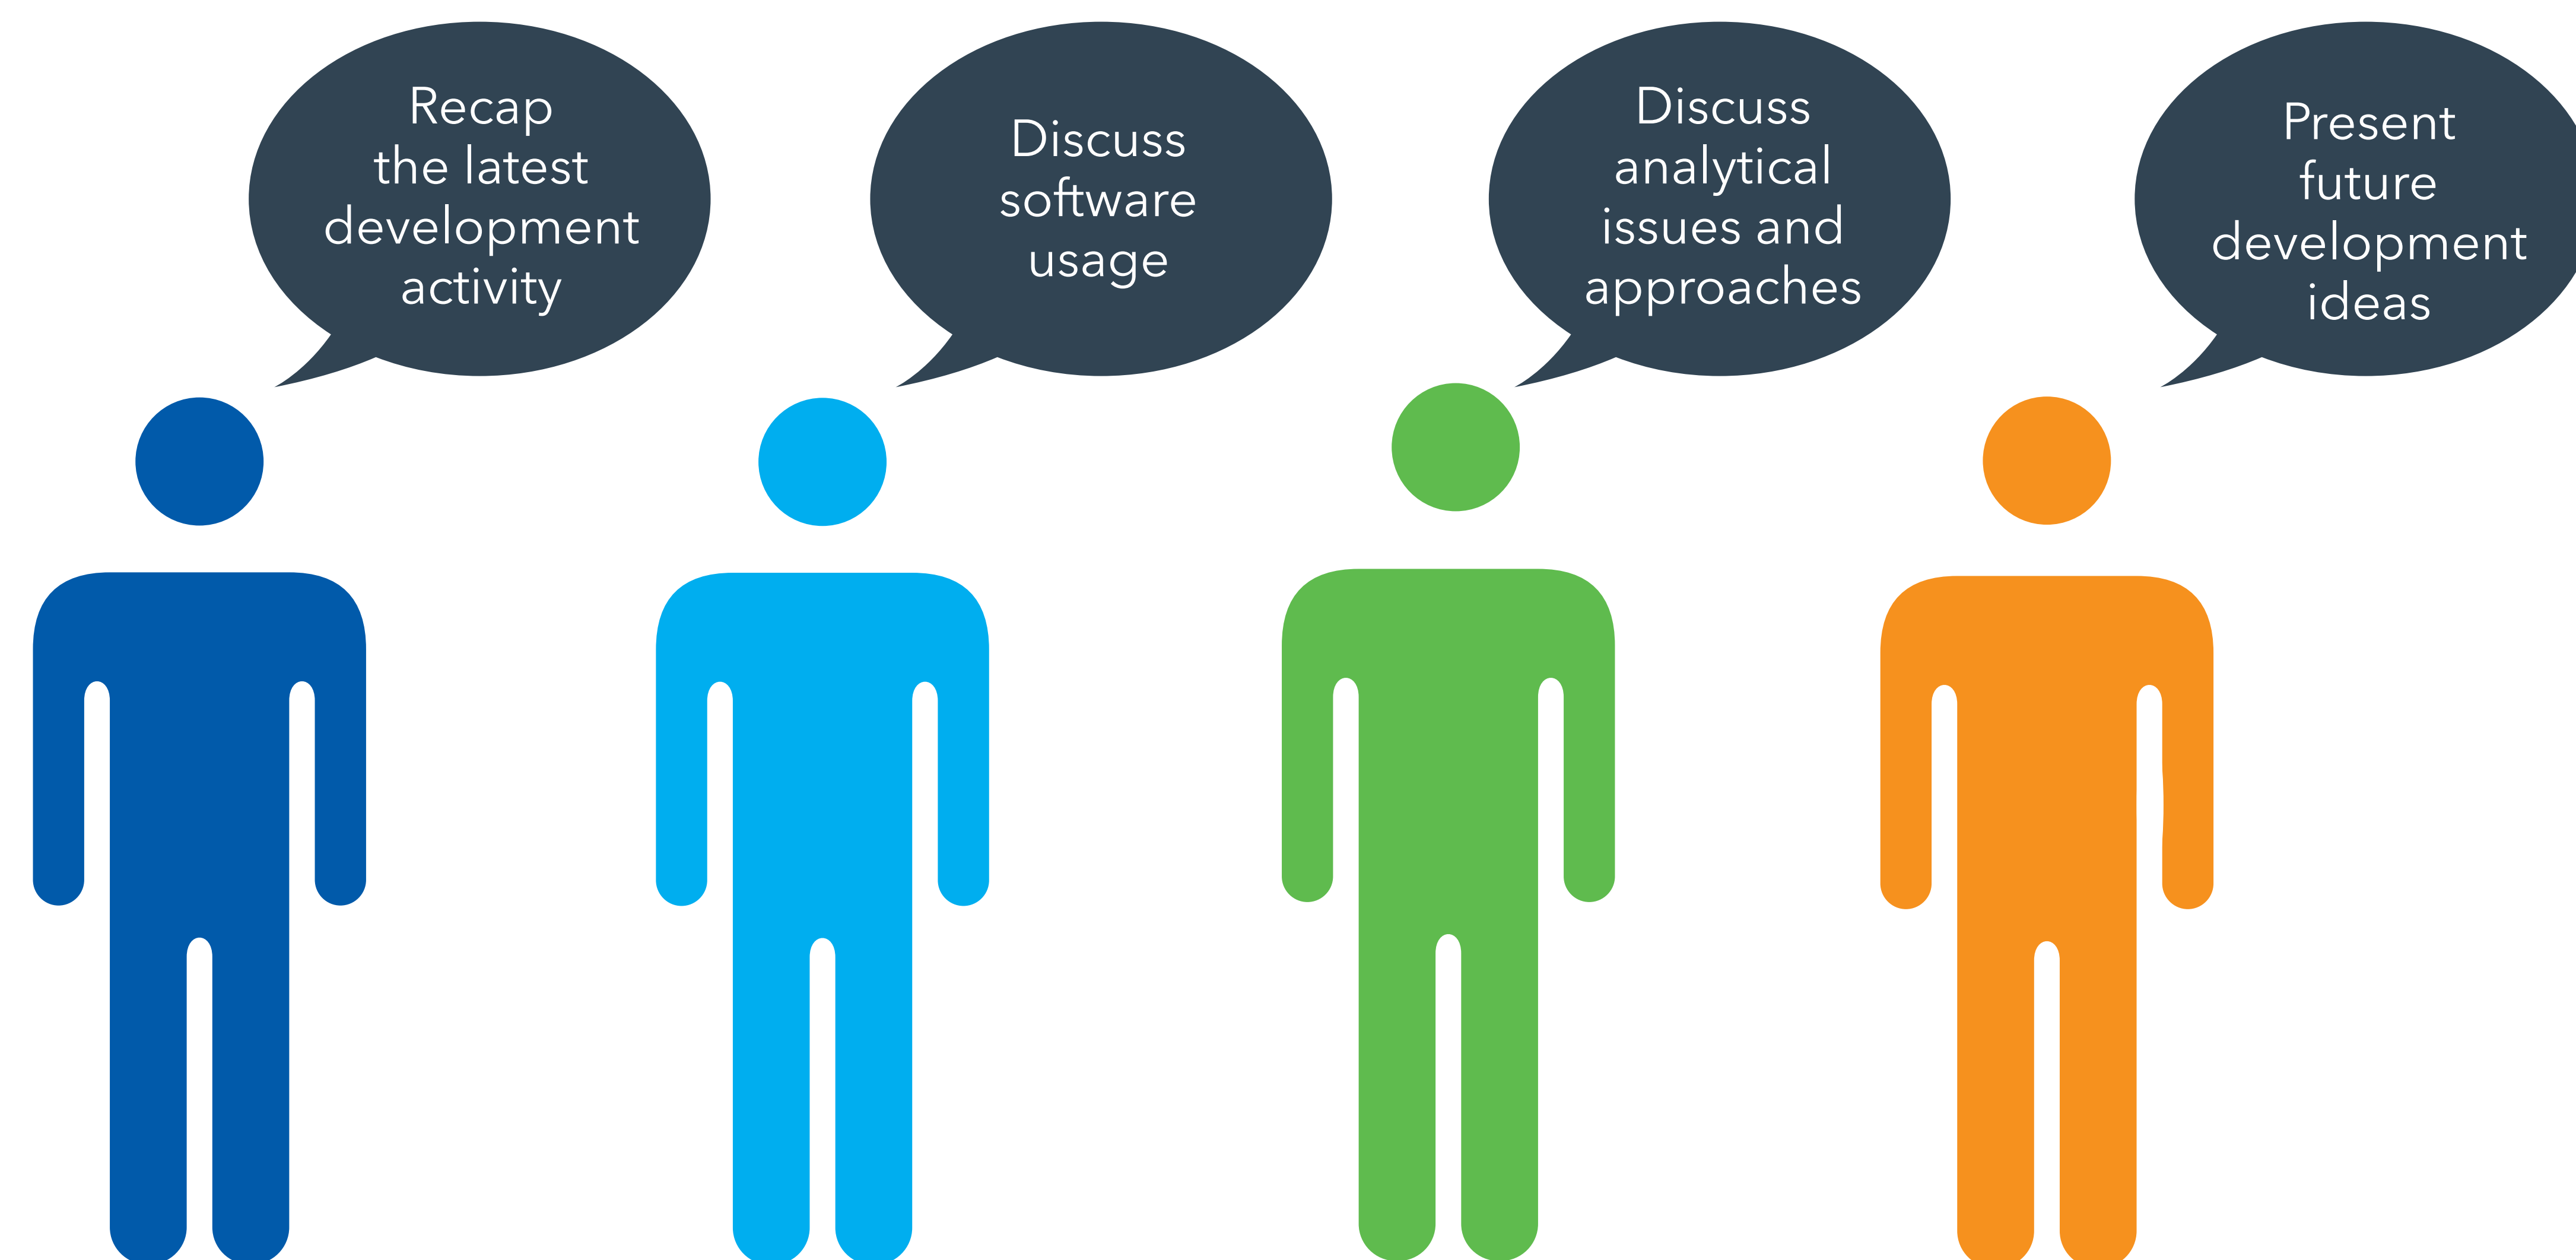 Recap
the latest
development
activity
Discuss
software
usage
Discuss
analytical
issues and
approaches
Present
future
development
ideas